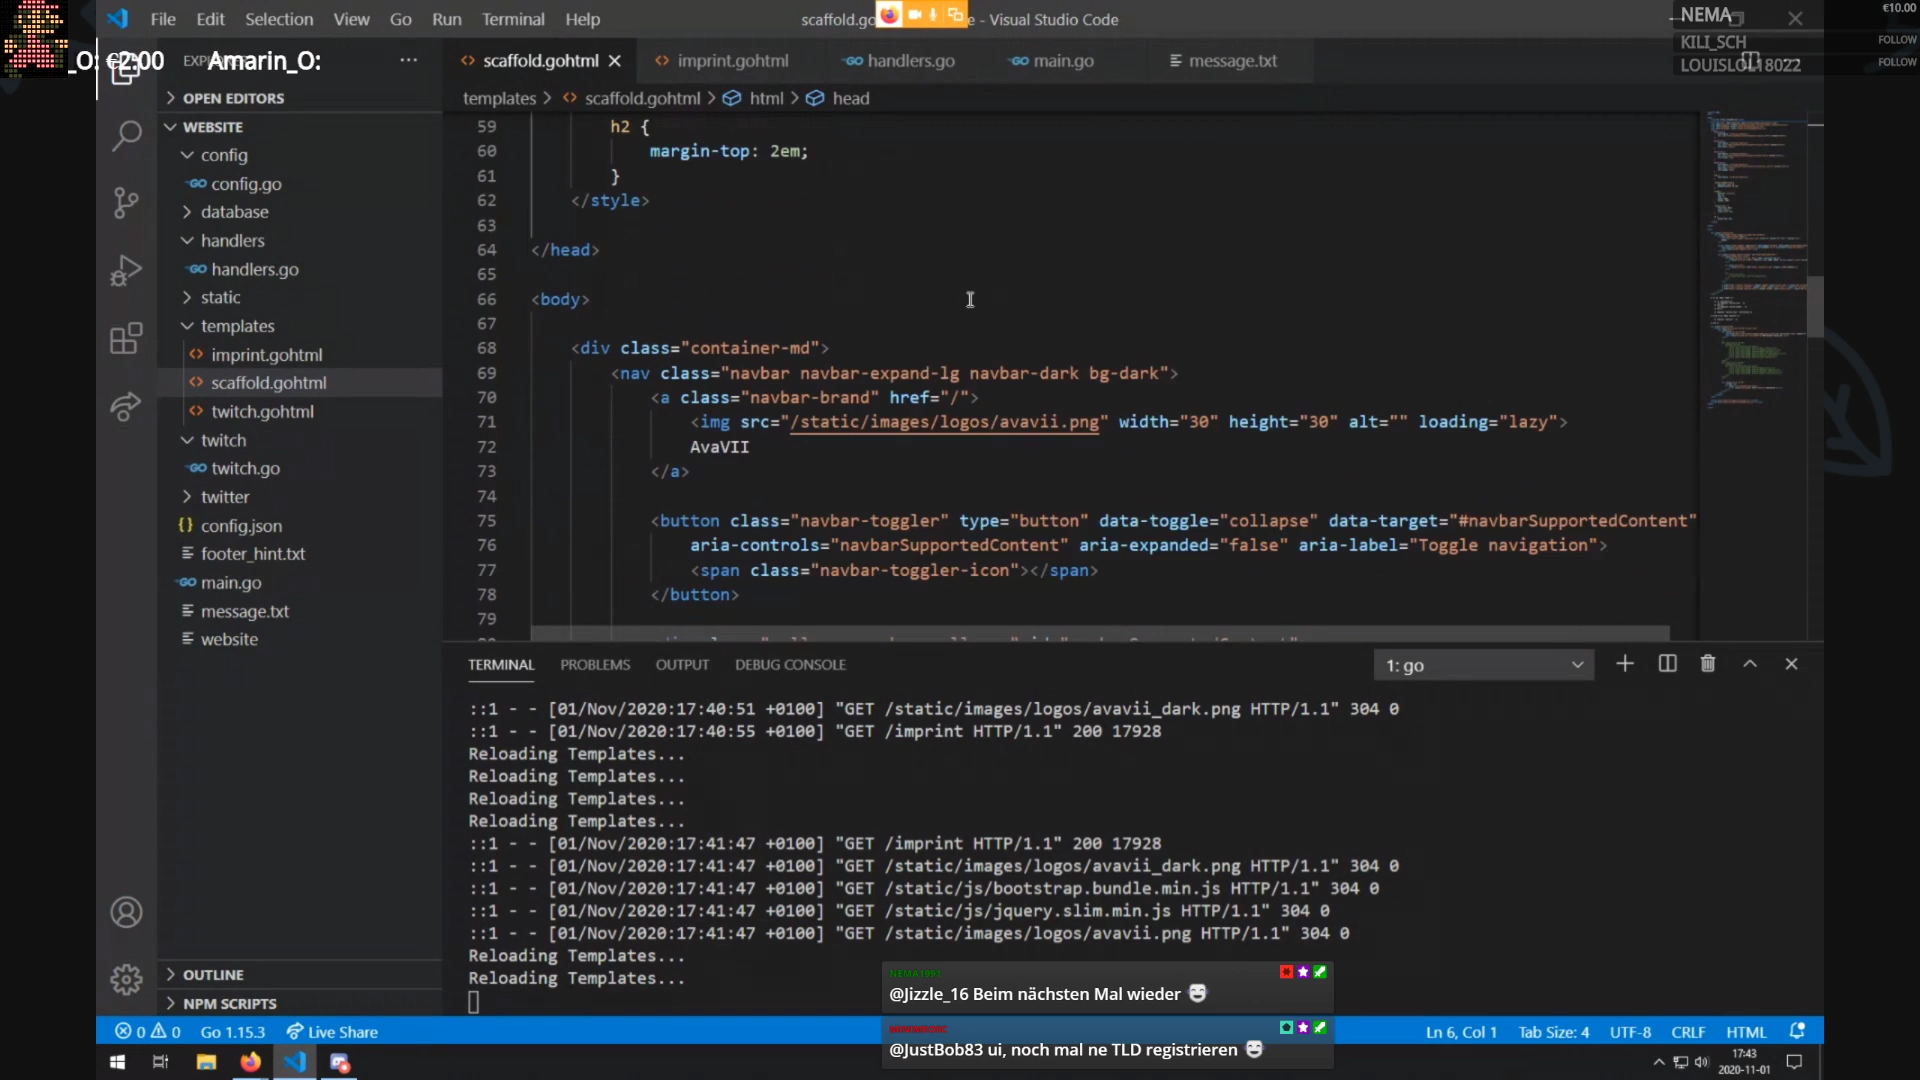 File Edit Selection View Go Run Terminal Help
scaffold.go
- Visual Studio Code
NEMA
€10.00
KILI_SCH
FOLLOW
LOUISLOL18022
FOLLOW
_O: €2:00 Amarin_O:
scaffold.gohtml
imprint.gohtml
handlers.go
main.go
message.txt
OPEN EDITORS
WEBSITE
config
config.go
database
handlers
handlers.go
static
templates
imprint.gohtml
scaffold.gohtml
twitch.gohtml
twitch
twitch.go
twitter
config.json
footer_hint.txt
main.go
message.txt
website
OUTLINE
NPM SCRIPTS
templates > scaffold.gohtml > html > head
59 h2 {
60 margin-top: 2em;
61 }
62 </style>
63
64 </head>
65
66 <body>
67
68 <div class="container-md">
69 <nav class="navbar navbar-expand-lg navbar-dark bg-dark">
70 <a class="navbar-brand" href="/">
71 <img src="/static/images/logos/avavii.png" width="30" height="30" alt="" loading="lazy">
72 AvaVII
73 </a>
74
75 <button class="navbar-toggler" type="button" data-toggle="collapse" data-target="#navbarSupportedContent"
76 aria-controls="navbarSupportedContent" aria-expanded="false" aria-label="Toggle navigation">
77 <span class="navbar-toggler-icon"></span>
78 </button>
79
TERMINAL PROBLEMS OUTPUT DEBUG CONSOLE
1: go
::1 - - [01/Nov/2020:17:40:51 +0100] "GET /static/images/logos/avavii_dark.png HTTP/1.1" 304 0
::1 - - [01/Nov/2020:17:40:55 +0100] "GET /imprint HTTP/1.1" 200 17928
Reloading Templates...
Reloading Templates...
Reloading Templates...
Reloading Templates...
::1 - - [01/Nov/2020:17:41:47 +0100] "GET /imprint HTTP/1.1" 200 17928
::1 - - [01/Nov/2020:17:41:47 +0100] "GET /static/images/logos/avavii_dark.png HTTP/1.1" 304 0
::1 - - [01/Nov/2020:17:41:47 +0100] "GET /static/js/bootstrap.bundle.min.js HTTP/1.1" 304 0
::1 - - [01/Nov/2020:17:41:47 +0100] "GET /static/js/jquery.slim.min.js HTTP/1.1" 304 0
::1 - - [01/Nov/2020:17:41:47 +0100] "GET /static/images/logos/avavii.png HTTP/1.1" 304 0
Reloading Templates...
Reloading Templates...
@Jizzle_16 Beim nächsten Mal wieder
@JustBob83 ui, noch mal ne TLD registrieren
0 0 Go 1.15.3 Live Share
Ln 6, Col 1 Tab Size: 4 UTF-8 CRLF HTML
17:43
2020-11-01